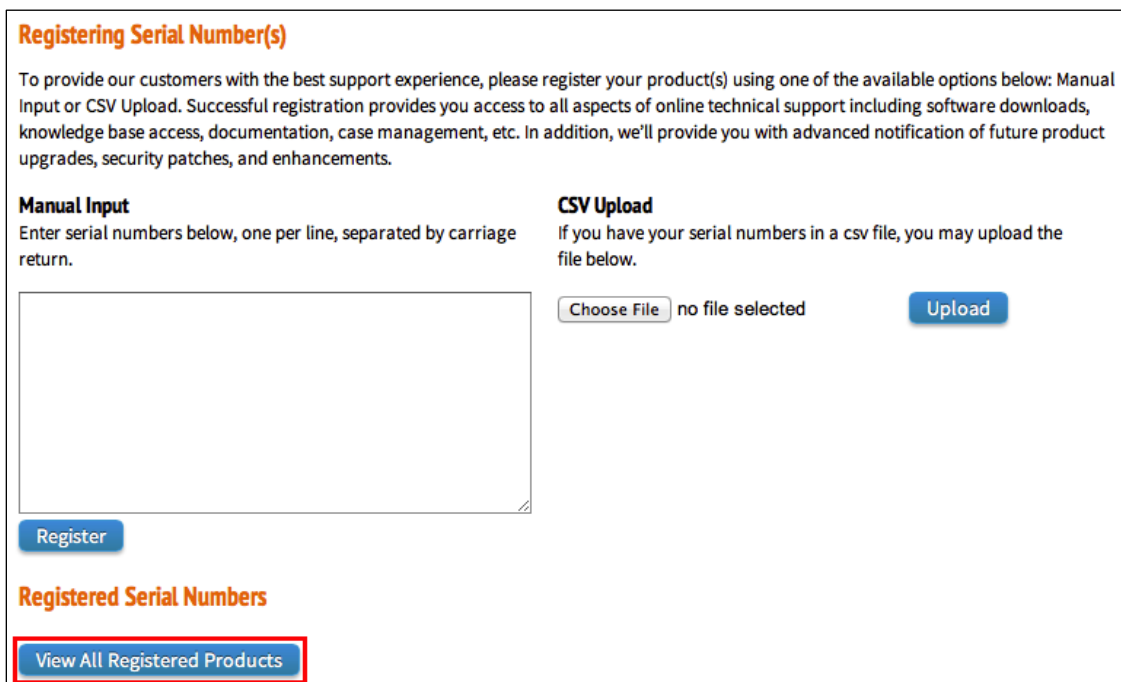 Registering Serial Number(s)
To provide our customers with the best support experience, please register your product(s) using one of the available options below: Manual
Input or CSV Upload. Successful registration provides you access to all aspects of online technical support including software downloads,
knowledge base access, documentation, case management, etc. In addition, we'll provide you with advanced notification of future product
upgrades, security patches, and enhancements.
Manual Input
Enter serial numbers below, one per line, separated by carriage
return.
Register
CSV Upload
If you have your serial numbers in a csv file, you may upload the
file below.
Choose File no file selected Upload
Registered Serial Numbers
View All Registered Products